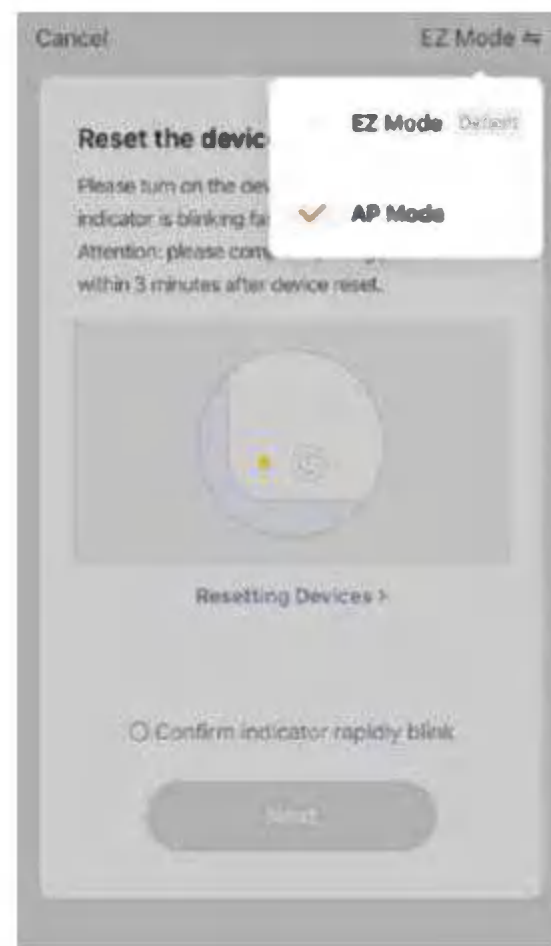 Cancel
EZ Mode ⇋
EZ Mode Default
AP Mode
Reset the devic
Please turn on the dev
indicator is blinking fa
Attention: please com
within 3 minutes after device reset.
Resetting Devices >
Confirm indicator rapidly blink
Next